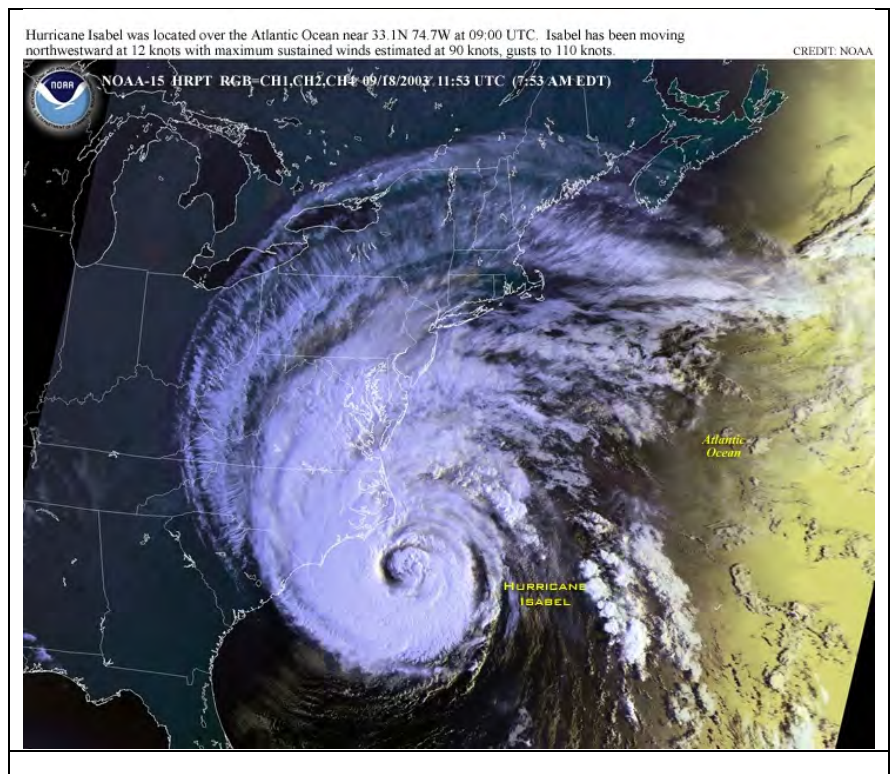 Hurricane Isabel was located over the Atlantic Ocean near 33.1N 74.7W at 09:00 UTC. Isabel has been moving
northwestward at 12 knots with maximum sustained winds estimated at 90 knots, gusts to 110 knots.
CREDIT: NOAA
NOAA-15 HRPT RGB=CH1,CH2,CH4 09/18/2003 11:53 UTC (7:53 AM EDT)
NOAA
Atlantic
Ocean
HURRICANE
ISABEL